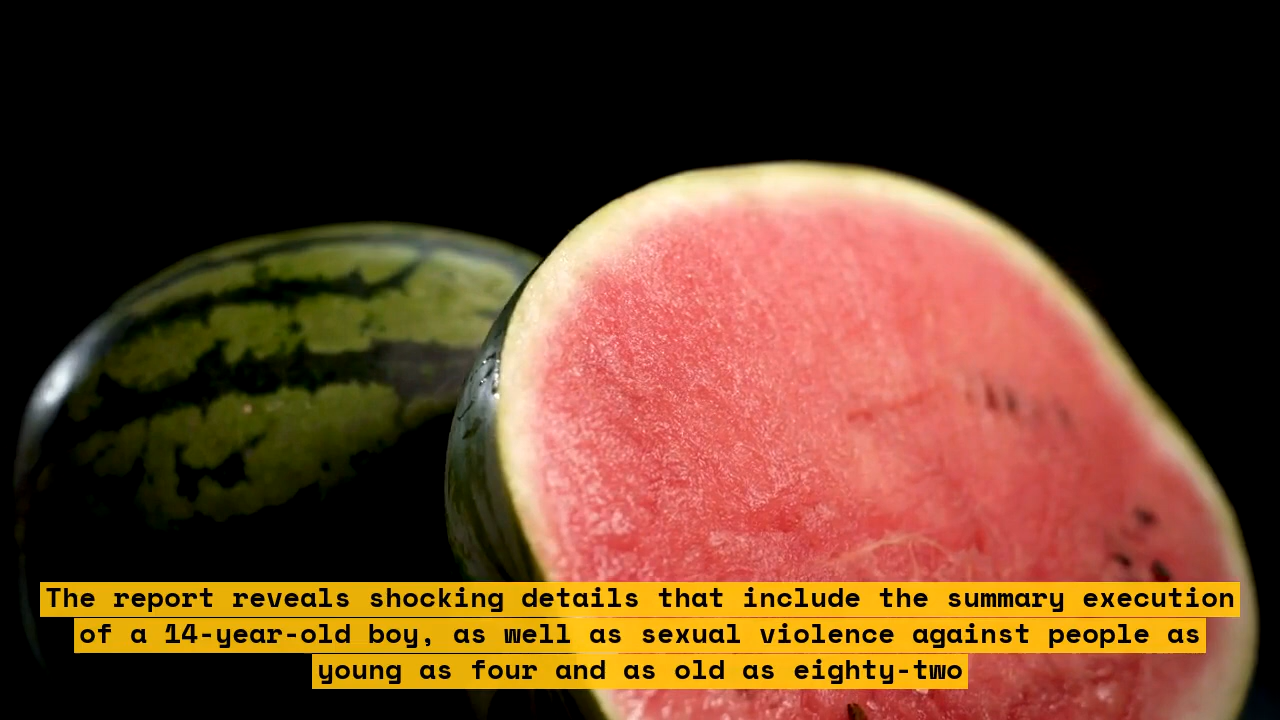 The report reveals shocking details that include the summary execution
of a 14-year-old boy, as well as sexual violence against people as
young as four and as old as eighty-two